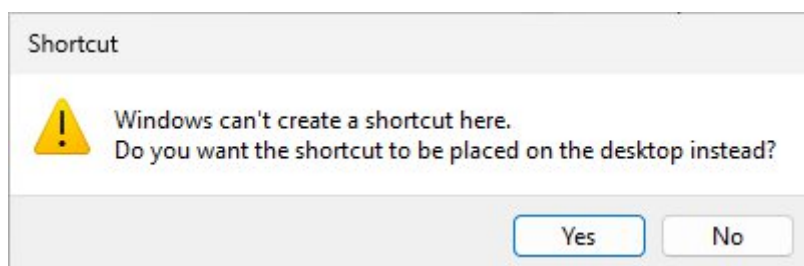 Shortcut
Windows can't create a shortcut here.
Do you want the shortcut to be placed on the desktop instead?
Yes
No